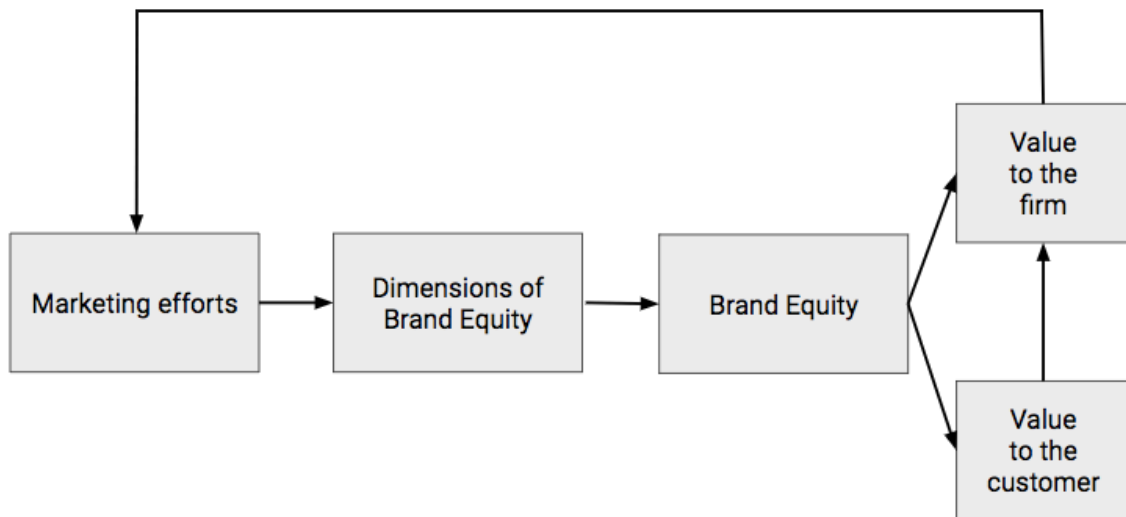 Value
to the
firm
Marketing efforts
Dimensions of
Brand Equity
Brand Equity
Value
to the
customer